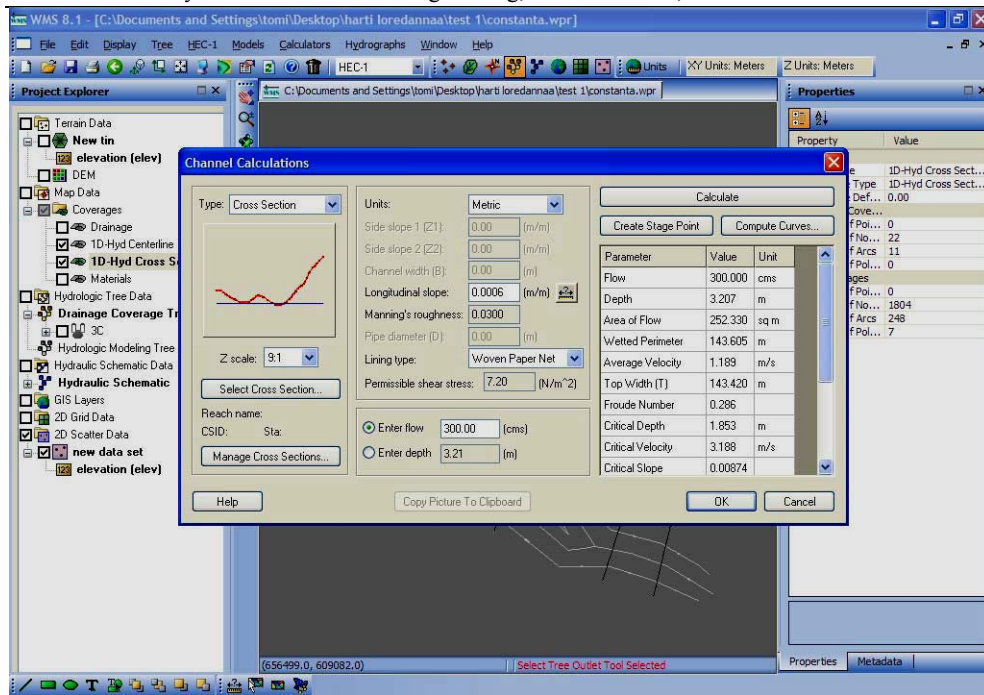 WMS 8.1 - [C:\Documents and Settings\tomi\Desktop\harti loredannaa\test 1\constanta.wpr]
File Edit Display Tree HEC-1 Models Calculators Hydrographs Window Help
HEC-1 Units XY Units: Meters Z Units: Meters
Project Explorer
C:\Documents and Settings\tomi\Desktop\harti loredannaa\test 1\constanta.wpr
Properties
Terrain Data
New tin
elevation (elev)
DEM
Map Data
Coverages
Drainage
1D-Hyd Centerline
1D-Hyd Cross S
Materials
Hydrologic Tree Data
Drainage Coverage Tr
3C
Hydrologic Modeling Tree
Hydraulic Schematic Data
Hydraulic Schematic
GIS Layers
2D Grid Data
2D Scatter Data
new data set
elevation (elev)
Channel Calculations
Type: Cross Section
Z scale: 9:1
Select Cross Section...
Reach name:
CSID: Sta:
Manage Cross Sections...
Units: Metric
Side slope 1 (Z1): 0.00 (m/m)
Side slope 2 (Z2): 0.00 (m/m)
Channel width (B): 0.00 (m)
Longitudinal slope: 0.0006 (m/m)
Manning's roughness: 0.0300
Pipe diameter (D): 0.00 (m)
Lining type: Woven Paper Net
Permissible shear stress: 7.20 (N/m^2)
Enter flow 300.00 (cms)
Enter depth 3.21 (m)
Calculate
Create Stage Point Compute Curves...
Parameter Value Unit
Flow 300.000 cms
Depth 3.207 m
Area of Flow 252.330 sq m
Wetted Perimeter 143.605 m
Average Velocity 1.189 m/s
Top Width (T) 143.420 m
Froude Number 0.286
Critical Depth 1.853 m
Critical Velocity 3.188 m/s
Critical Slope 0.00874
Help Copy Picture To Clipboard OK Cancel
Property Value
e 1D-Hyd Cross Sect...
Type 1D-Hyd Cross Sect...
Def... 0.00
Cove...
f Poi... 0
f No... 22
f Arcs 11
f Pol... 0
ages
f Poi... 0
f No... 1804
f Arcs 248
f Pol... 7
(656499.0, 609082.0) Select Tree Outlet Tool Selected
Properties Metadata